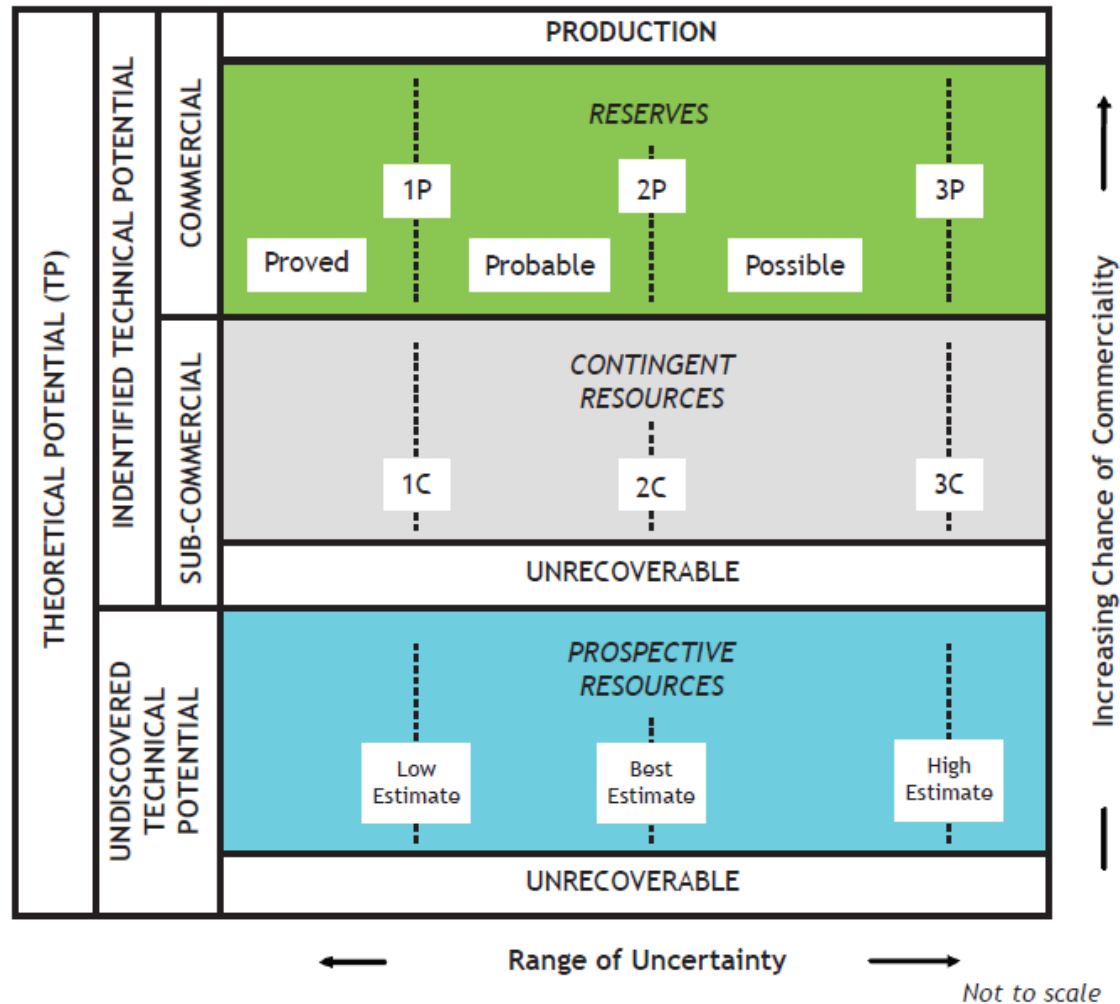 THEORETICAL POTENTIAL (TP)
INDENTIFIED TECHNICAL POTENTIAL
COMMERCIAL
SUB-COMMERCIAL
UNDISCOVERED
TECHNICAL
POTENTIAL
PRODUCTION
RESERVES
1P
2P
3P
Proved
Probable
Possible
CONTINGENT
RESOURCES
1C
2C
3C
UNRECOVERABLE
PROSPECTIVE
RESOURCES
Low
Estimate
Best
Estimate
High
Estimate
UNRECOVERABLE
Increasing Chance of Commerciality
Range of Uncertainty
Not to scale